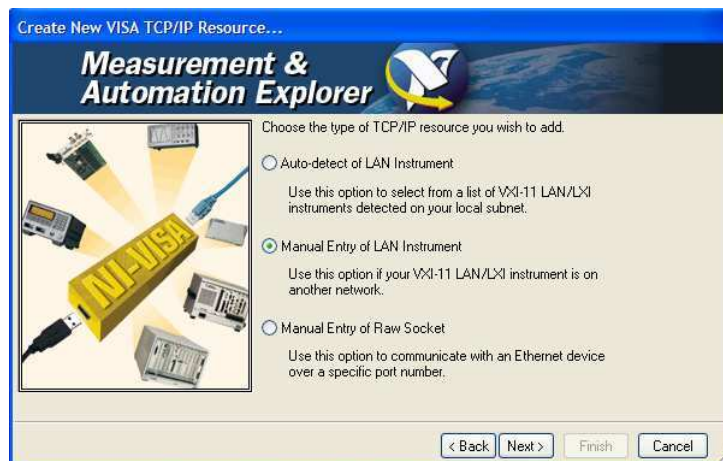 Create New VISA TCP/IP Resource...
Measurement &
Automation Explorer
Choose the type of TCP/IP resource you wish to add.
Auto-detect of LAN Instrument
Use this option to select from a list of VXI-11 LAN/LXI
instruments detected on your local subnet.
Manual Entry of LAN Instrument
Use this option if your VXI-11 LAN/LXI instrument is on
another network.
Manual Entry of Raw Socket
Use this option to communicate with an Ethernet device
over a specific port number.
NI-VISA
< Back
Next >
Finish
Cancel